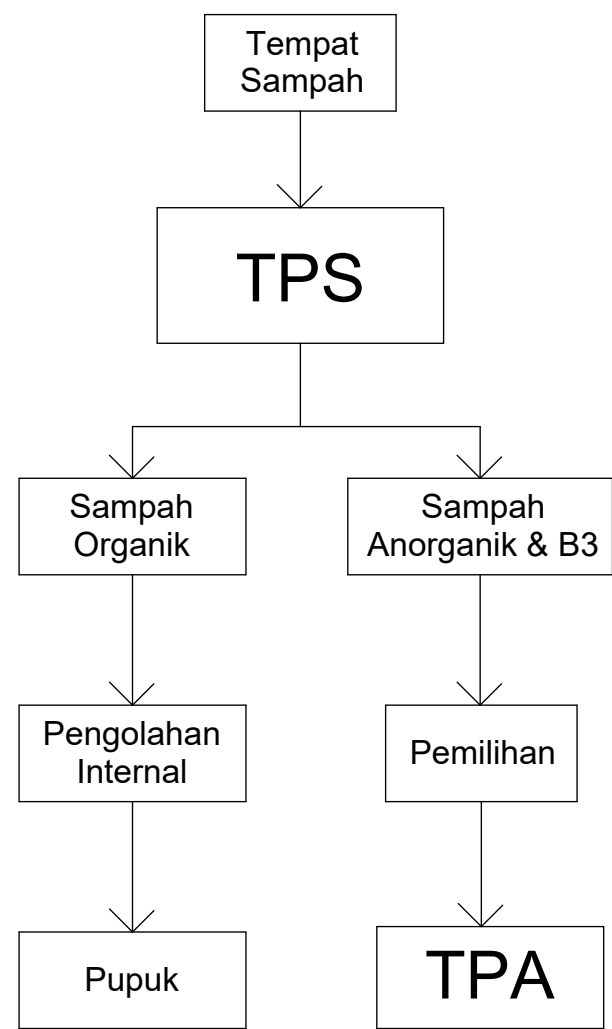 Tempat
Sampah
TPS
Sampah
Organik
Sampah
Anorganik & B3
Pengolahan
Internal
Pemilihan
Pupuk
TPA